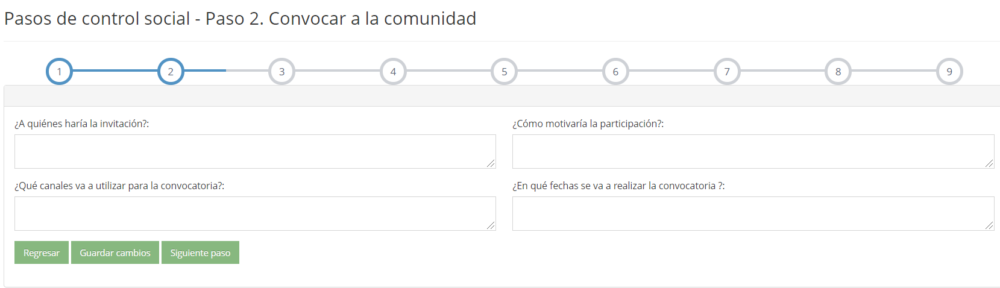 Pasos de control social - Paso 2. Convocar a la comunidad
1 2 3 4 5 6 7 8 9
¿A quiénes haría la invitación?:
¿Cómo motivaría la participación?:
¿Qué canales va a utilizar para la convocatoria?:
¿En qué fechas se va a realizar la convocatoria ?:
Regresar Guardar cambios Siguiente paso